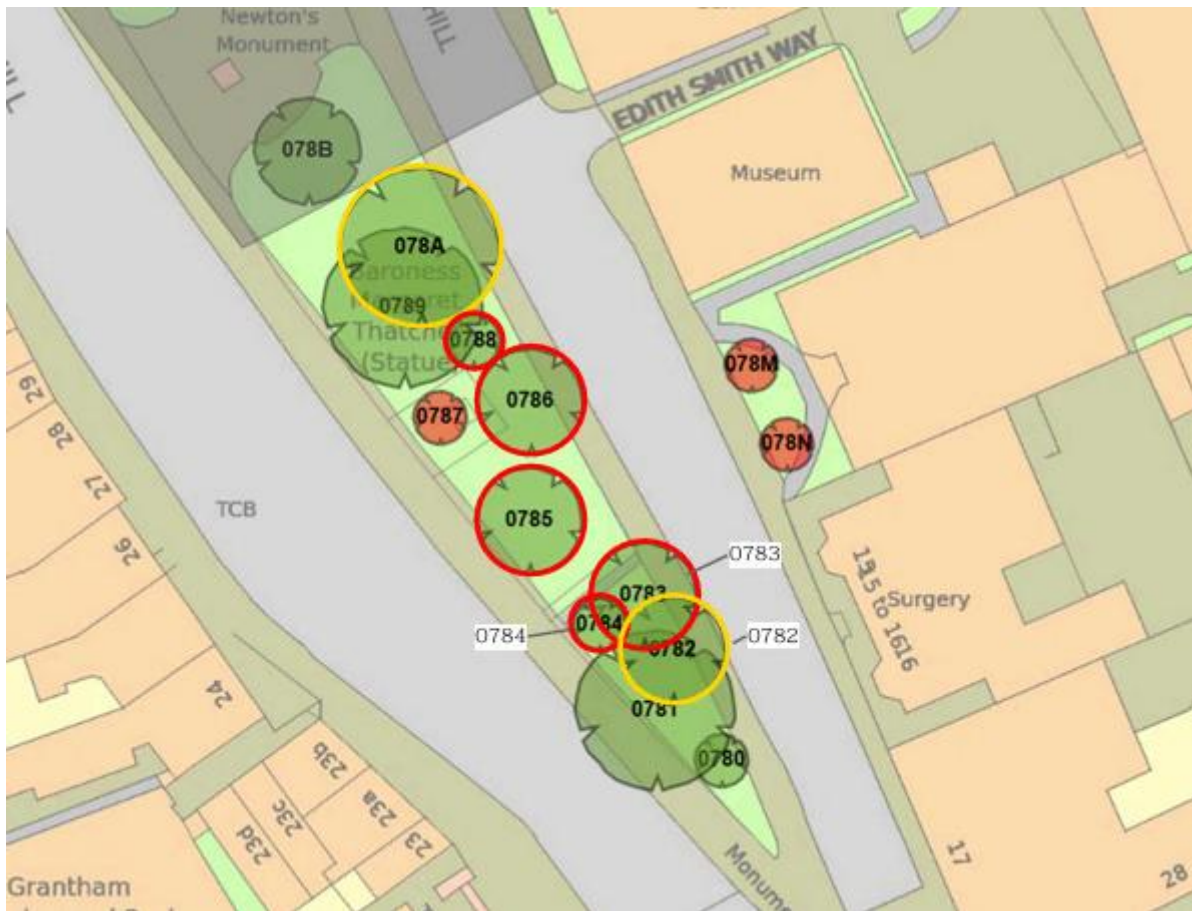 Newton's
Monument
HILL
HILL
EDITH SMITH WAY
Museum
078B
078A
Baroness
Margaret
Thatcher
(Statue)
0789
0788
0786
0787
078M
078N
29
28
27
26
TCB
0785
0783
0783
0784
0784
0782
0782
0781
0780
Surgery
15 to 16
24
23b
23a
23c
23d
23
17
28
Grantham